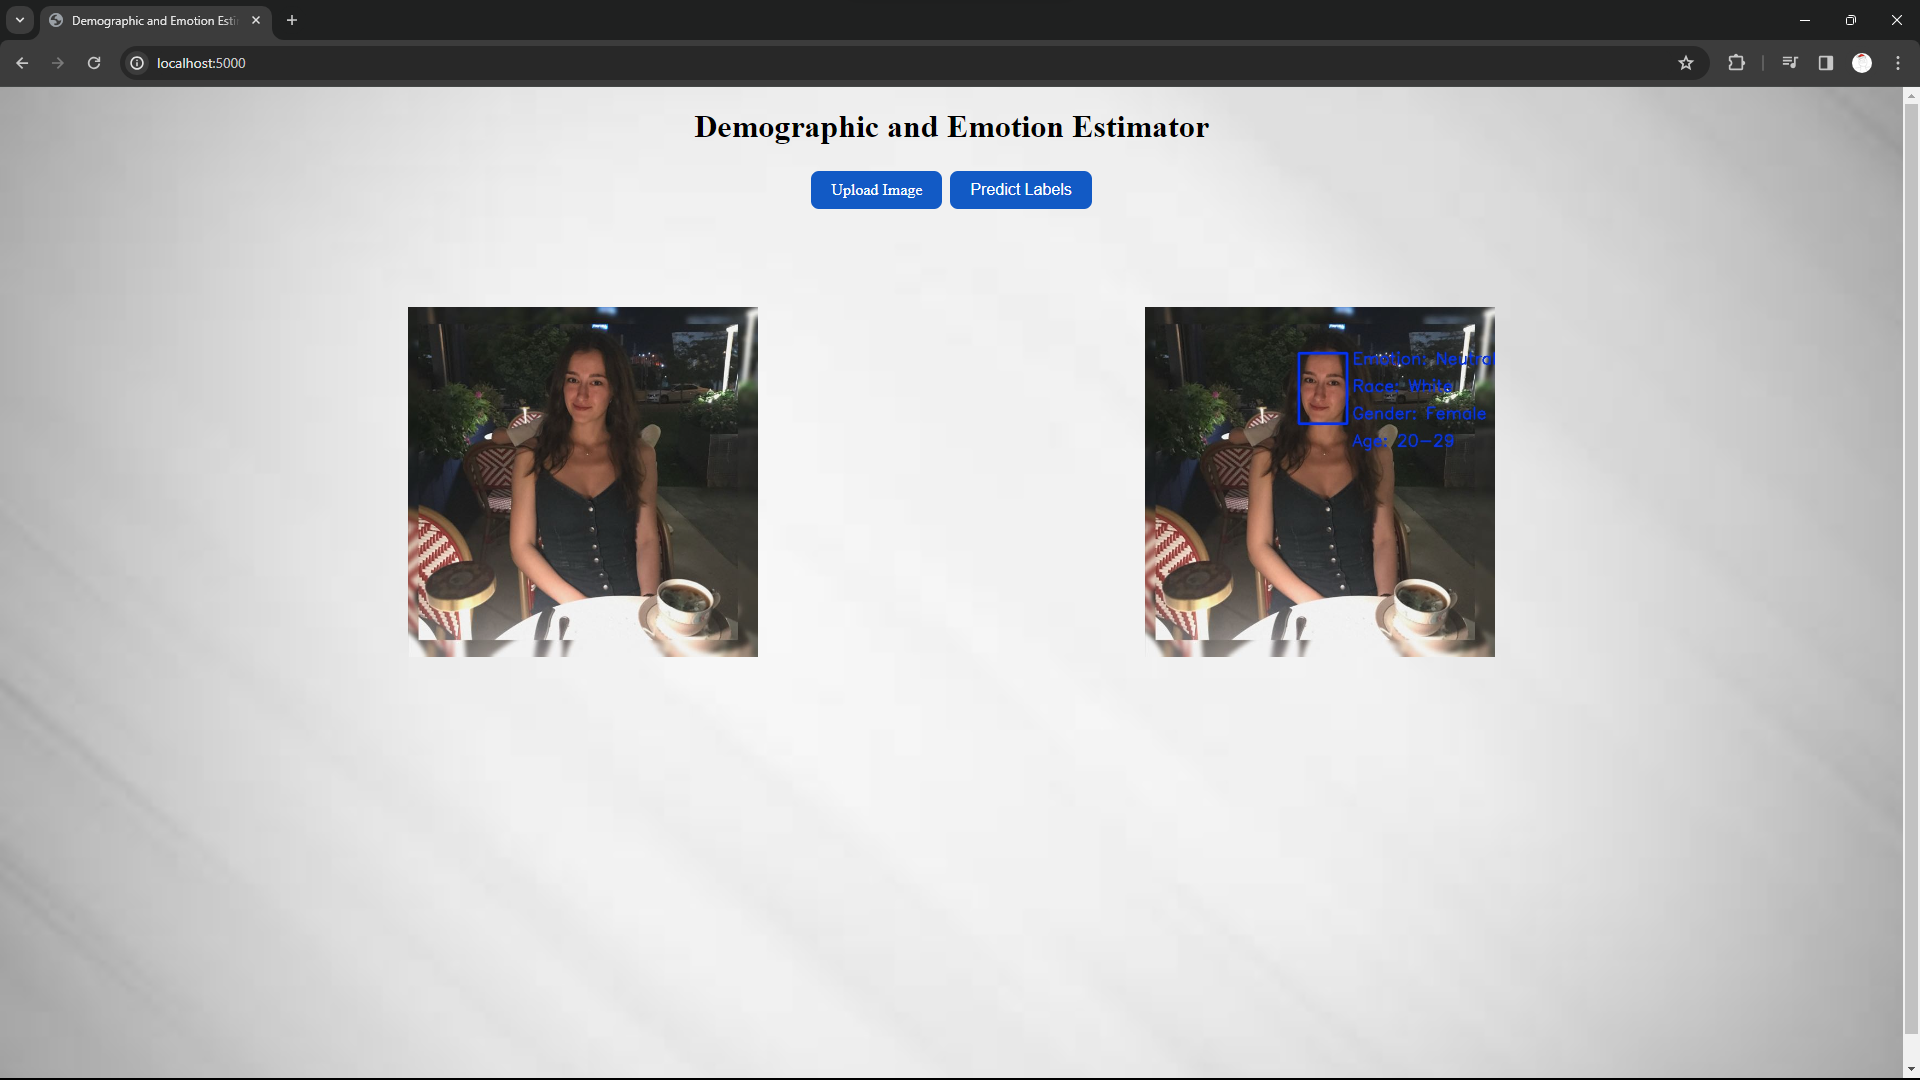 Demographic and Emotion Esti
localhost:5000
Demographic and Emotion Estimator
Upload Image
Predict Labels
Emotion: Neutral
Race: White
Gender: Female
Age: 20-29